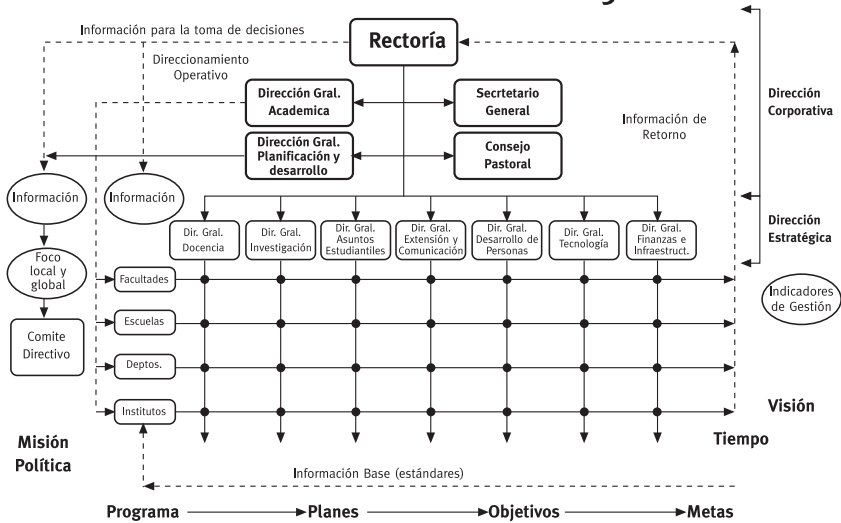 Información para la toma de decisiones
Rectoría
Direccionamiento
Operativo
Dirección Gral.
Academica
Secrtetario
General
Dirección
Corporativa
Información de
Retorno
Dirección Gral.
Planificación y
desarrollo
Consejo
Pastoral
Información
Información
Dir. Gral.
Docencia
Dir. Gral.
Investigación
Dir. Gral.
Asuntos
Estudiantiles
Dir. Gral.
Extensión y
Comunicación
Dir. Gral.
Desarrollo de
Personas
Dir. Gral.
Tecnología
Dir. Gral.
Finanzas e
Infraestruct.
Dirección
Estratégica
Foco
local y
global
Facultades
Indicadores
de Gestión
Comite
Directivo
Escuelas
Deptos.
Institutos
Visión
Misión
Política
Tiempo
Información Base (estándares)
Programa
Planes
Objetivos
Metas